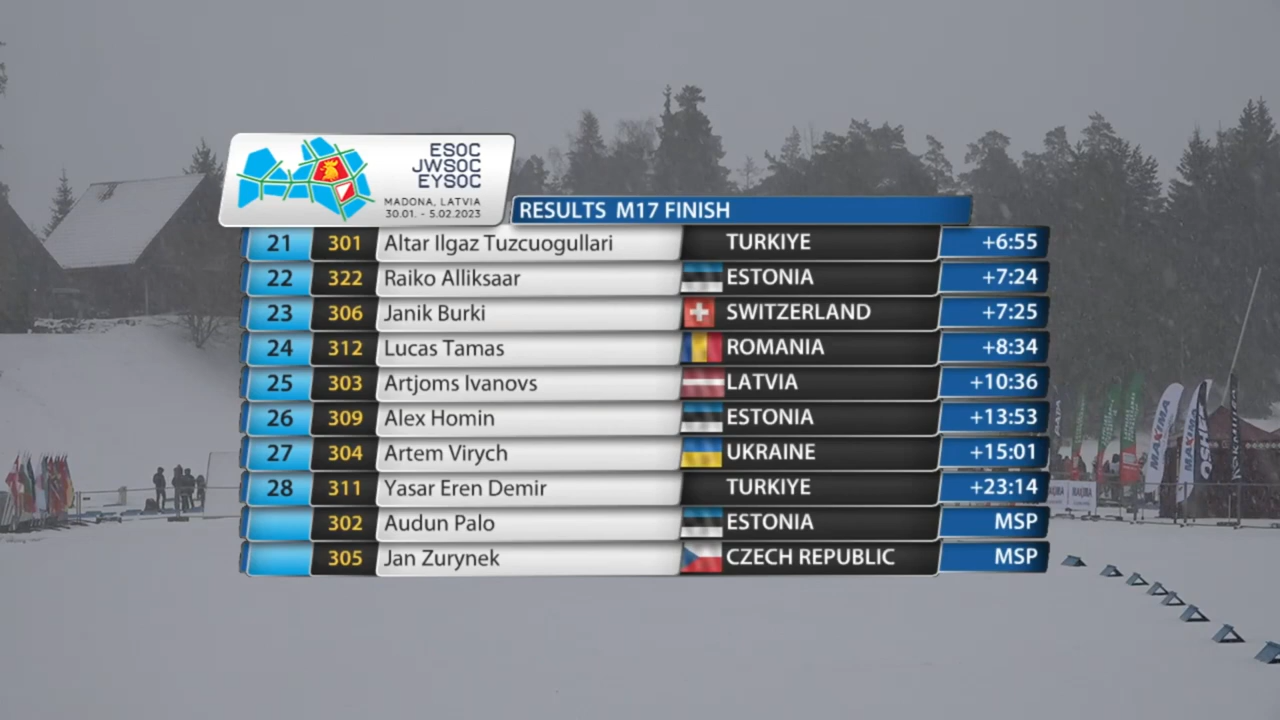 ESOC
JWSOC
EYSOC
MADONA, LATVIA
30.01. - 5.02.2023
RESULTS M17 FINISH
21 301 Altar Ilgaz Tuzcuogullari TURKIYE +6:55
22 322 Raiko Alliksaar ESTONIA +7:24
23 306 Janik Burki SWITZERLAND +7:25
24 312 Lucas Tamas ROMANIA +8:34
25 303 Artjoms Ivanovs LATVIA +10:36
26 309 Alex Homin ESTONIA +13:53
27 304 Artem Virych UKRAINE +15:01
28 311 Yasar Eren Demir TURKIYE +23:14
302 Audun Palo ESTONIA MSP
305 Jan Zurynek CZECH REPUBLIC MSP
MAXIMA
MAXIMA